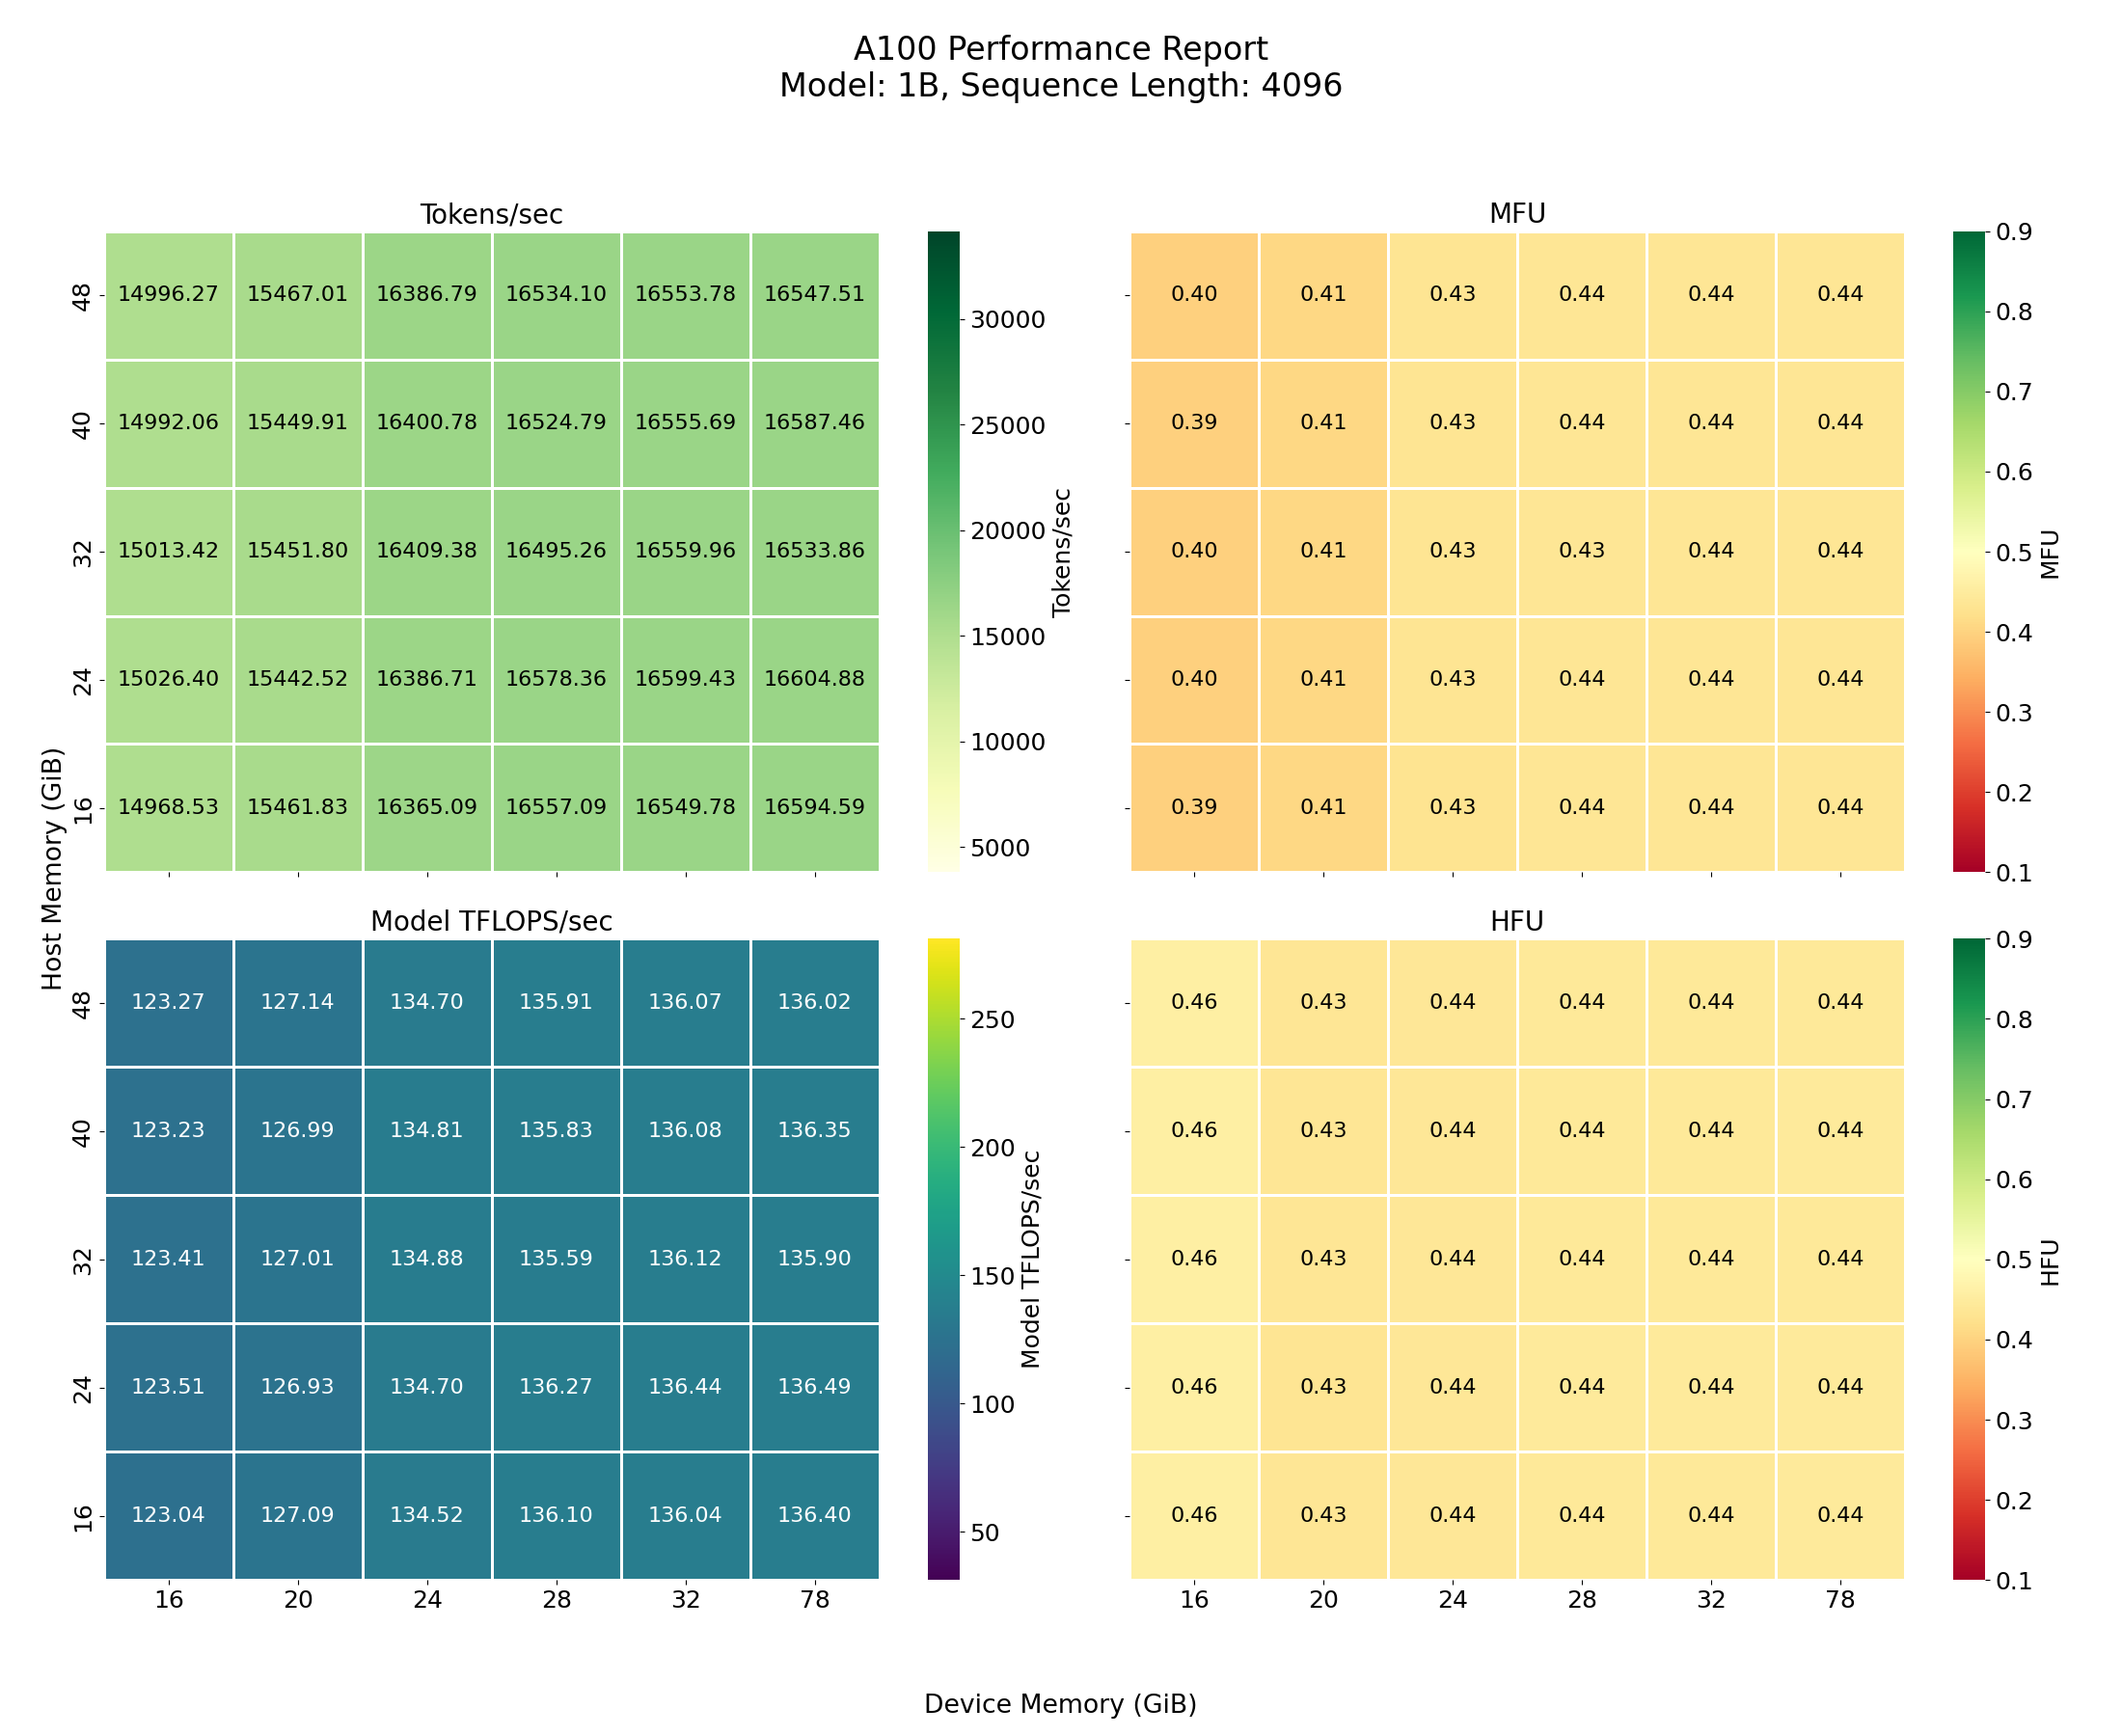 A100 Performance Report
Model: 1B, Sequence Length: 4096
Tokens/sec
48 14996.27 15467.01 16386.79 16534.10 16553.78 16547.51
40 14992.06 15449.91 16400.78 16524.79 16555.69 16587.46
32 15013.42 15451.80 16409.38 16495.26 16559.96 16533.86
24 15026.40 15442.52 16386.71 16578.36 16599.43 16604.88
16 14968.53 15461.83 16365.09 16557.09 16549.78 16594.59
30000
25000
20000
15000
10000
5000
Tokens/sec
MFU
0.40 0.41 0.43 0.44 0.44 0.44
0.39 0.41 0.43 0.44 0.44 0.44
0.40 0.41 0.43 0.43 0.44 0.44
0.40 0.41 0.43 0.44 0.44 0.44
0.39 0.41 0.43 0.44 0.44 0.44
0.9
0.8
0.7
0.6
0.5
0.4
0.3
0.2
0.1
MFU
Host Memory (GiB)
Model TFLOPS/sec
48 123.27 127.14 134.70 135.91 136.07 136.02
40 123.23 126.99 134.81 135.83 136.08 136.35
32 123.41 127.01 134.88 135.59 136.12 135.90
24 123.51 126.93 134.70 136.27 136.44 136.49
16 123.04 127.09 134.52 136.10 136.04 136.40
16 20 24 28 32 78
250
200
150
100
50
Model TFLOPS/sec
HFU
0.46 0.43 0.44 0.44 0.44 0.44
0.46 0.43 0.44 0.44 0.44 0.44
0.46 0.43 0.44 0.44 0.44 0.44
0.46 0.43 0.44 0.44 0.44 0.44
0.46 0.43 0.44 0.44 0.44 0.44
16 20 24 28 32 78
0.9
0.8
0.7
0.6
0.5
0.4
0.3
0.2
0.1
HFU
Device Memory (GiB)